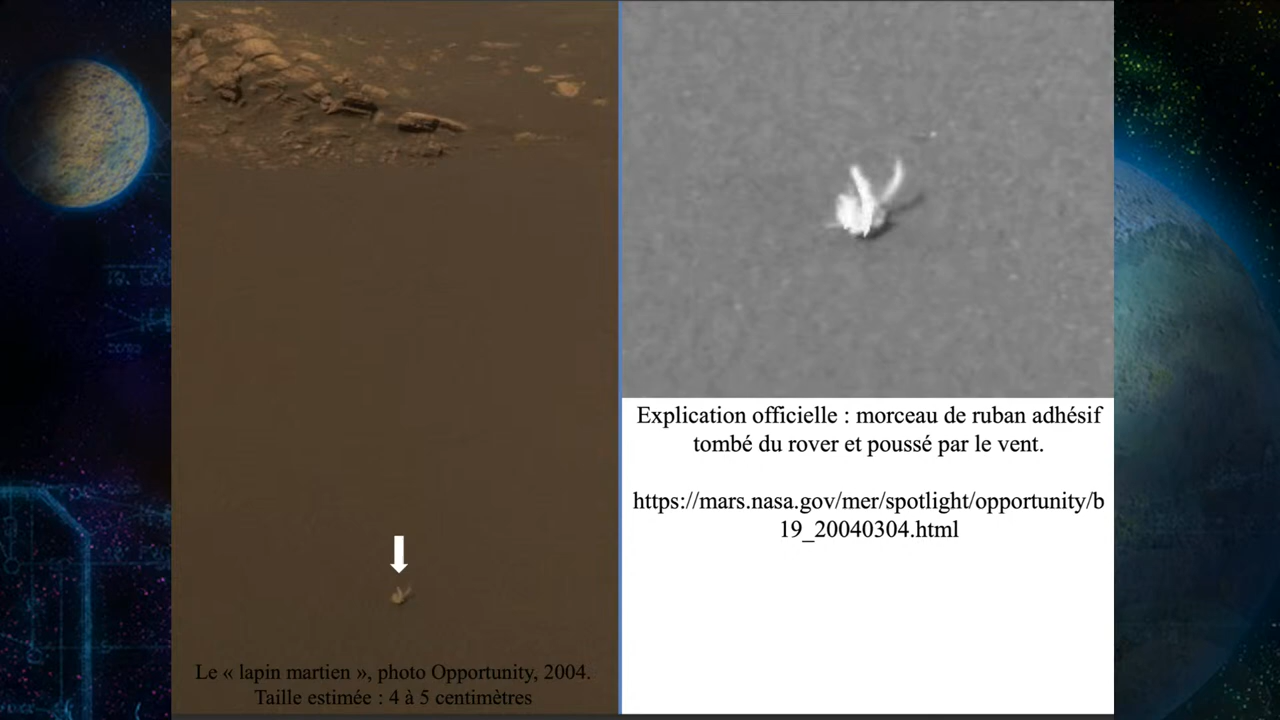 Le « lapin martien », photo Opportunity, 2004.
Taille estimée : 4 à 5 centimètres
Explication officielle : morceau de ruban adhésif
tombé du rover et poussé par le vent.
https://mars.nasa.gov/mer/spotlight/opportunity/b
19_20040304.html